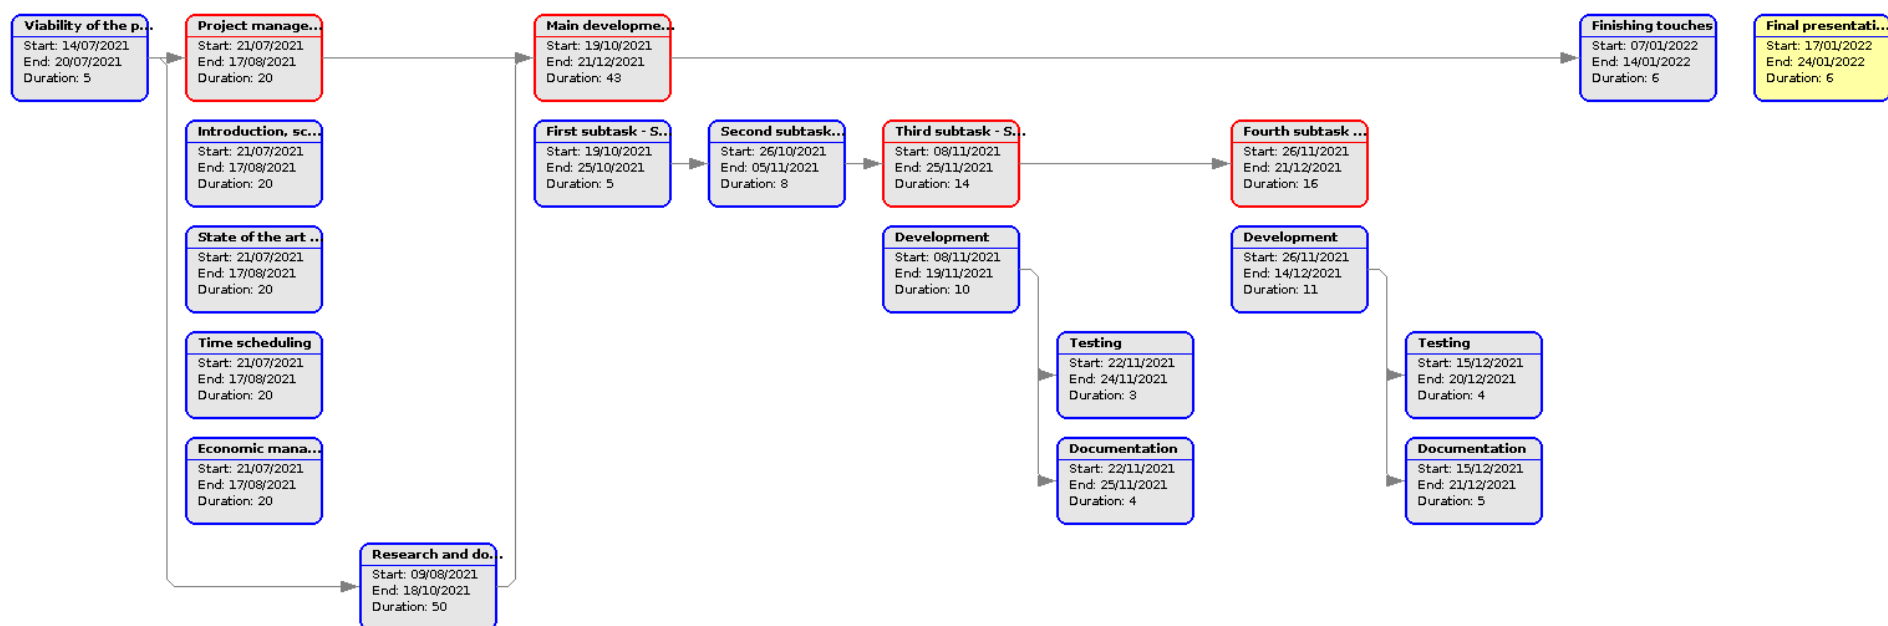 Viability of the p...
Start: 14/07/2021
End: 20/07/2021
Duration: 5
Project manage...
Start: 21/07/2021
End: 17/08/2021
Duration: 20
Main developme...
Start: 19/10/2021
End: 21/12/2021
Duration: 43
Finishing touches
Start: 07/01/2022
End: 14/01/2022
Duration: 6
Final presentati...
Start: 17/01/2022
End: 24/01/2022
Duration: 6
Introduction, sc...
Start: 21/07/2021
End: 17/08/2021
Duration: 20
First subtask - S...
Start: 19/10/2021
End: 25/10/2021
Duration: 5
Second subtask...
Start: 26/10/2021
End: 05/11/2021
Duration: 8
Third subtask - S...
Start: 08/11/2021
End: 25/11/2021
Duration: 14
Fourth subtask ...
Start: 26/11/2021
End: 21/12/2021
Duration: 16
State of the art ...
Start: 21/07/2021
End: 17/08/2021
Duration: 20
Development
Start: 08/11/2021
End: 19/11/2021
Duration: 10
Development
Start: 26/11/2021
End: 14/12/2021
Duration: 11
Time scheduling
Start: 21/07/2021
End: 17/08/2021
Duration: 20
Testing
Start: 22/11/2021
End: 24/11/2021
Duration: 3
Testing
Start: 15/12/2021
End: 20/12/2021
Duration: 4
Economic mana...
Start: 21/07/2021
End: 17/08/2021
Duration: 20
Documentation
Start: 22/11/2021
End: 25/11/2021
Duration: 4
Documentation
Start: 15/12/2021
End: 21/12/2021
Duration: 5
Research and do...
Start: 09/08/2021
End: 18/10/2021
Duration: 50